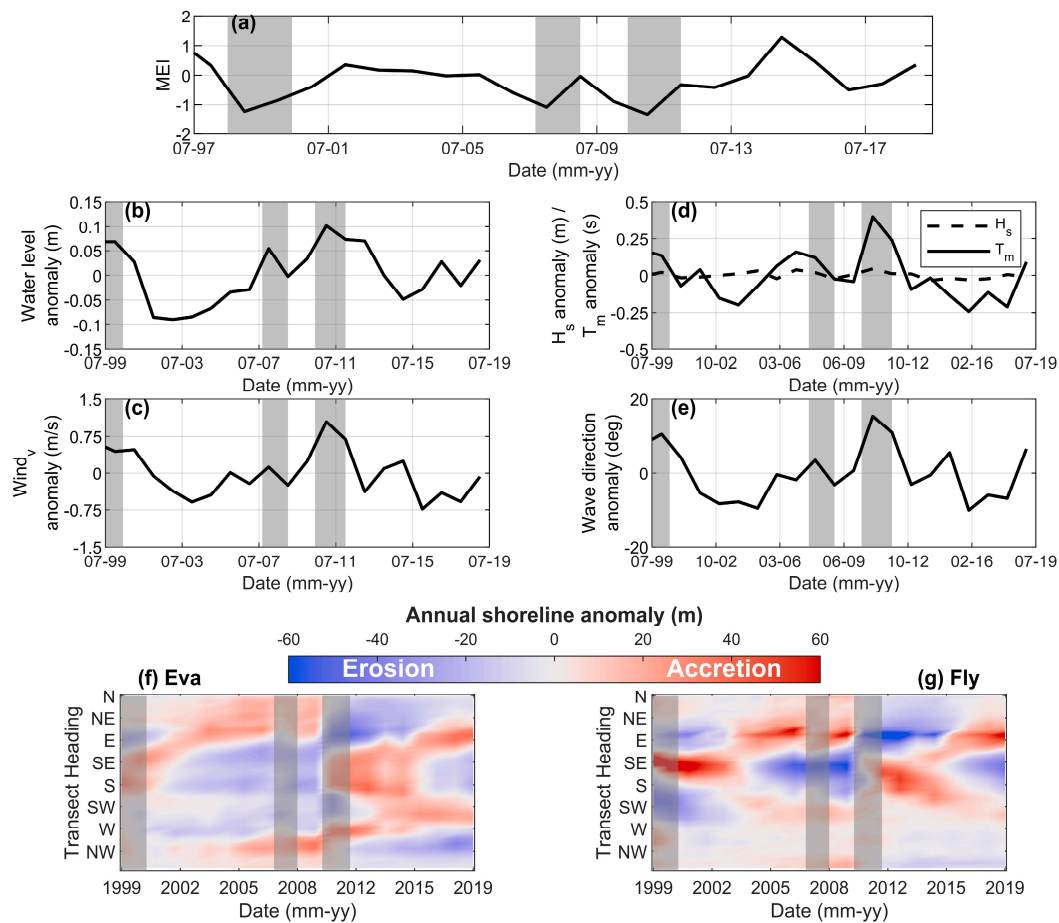 (a)
MEI
2
1
0
-1
-2
07-97 07-01 07-05 07-09 07-13 07-17
Date (mm-yy)
(b)
Water level
anomaly (m)
0.15
0.1
0.05
0
-0.05
-0.1
-0.15
07-99 07-03 07-07 07-11 07-15 07-19
Date (mm-yy)
(d)
H_s anomaly (m) /
T_m anomaly (s)
0.5
0.25
0
-0.25
-0.5
H_s
T_m
07-99 10-02 03-06 06-09 10-12 02-16 07-19
Date (mm-yy)
(c)
Wind_v
anomaly (m/s)
1.5
0.75
0
-0.75
-1.5
07-99 07-03 07-07 07-11 07-15 07-19
Date (mm-yy)
(e)
Wave direction
anomaly (deg)
20
0
-20
07-99 10-02 03-06 06-09 10-12 02-16 07-19
Date (mm-yy)
Annual shoreline anomaly (m)
-60 -40 -20 0 20 40 60
Erosion Accretion
(f) Eva
Transect Heading
N
NE
E
SE
S
SW
W
NW
1999 2002 2005 2008 2012 2015 2019
Date (mm-yy)
(g) Fly
Transect Heading
N
NE
E
SE
S
SW
W
NW
1999 2002 2005 2008 2012 2015 2019
Date (mm-yy)